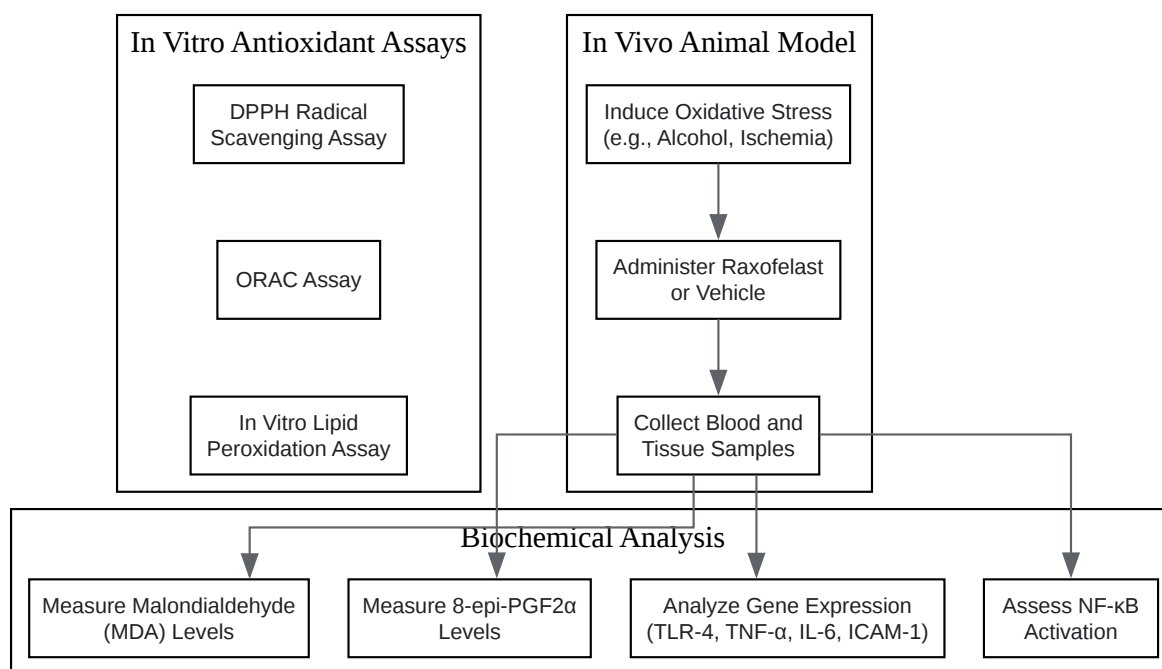 In Vitro Antioxidant Assays
DPPH Radical
Scavenging Assay
ORAC Assay
In Vitro Lipid
Peroxidation Assay
In Vivo Animal Model
Induce Oxidative Stress
(e.g., Alcohol, Ischemia)
Administer Raxofelast
or Vehicle
Collect Blood and
Tissue Samples
Biochemical Analysis
Measure Malondialdehyde
(MDA) Levels
Measure 8-epi-PGF2α
Levels
Analyze Gene Expression
(TLR-4, TNF-α, IL-6, ICAM-1)
Assess NF-κB
Activation